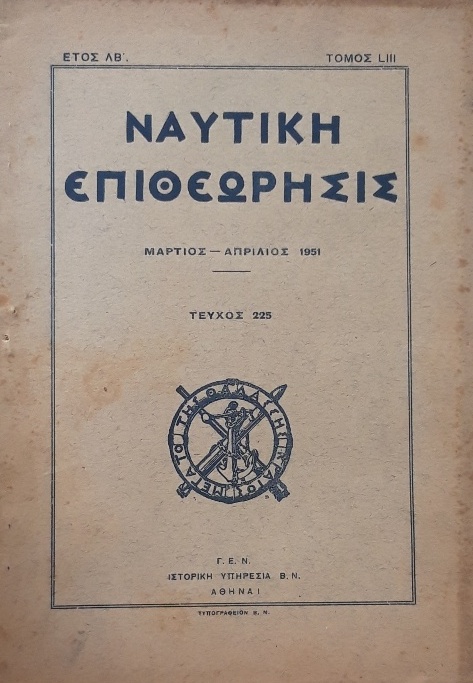 ΕΤΟΣ ΛΒ'.
ΤΟΜΟΣ LIII
ΝΑΥΤΙΚΗ
ΕΠΙΘΕΩΡΗΣΙΣ
ΜΑΡΤΙΟΣ — ΑΠΡΙΛΙΟΣ 1951
ΤΕΥΧΟΣ 225
ΜΕΓΑ ΤΟ ΤΗΣ ΘΑΛΑΣΣΗΣ ΚΡΑΤΟΣ
Γ. Ε. Ν.
ΙΣΤΟΡΙΚΗ ΥΠΗΡΕΣΙΑ Β. Ν.
ΑΘΗΝΑΙ
ΤΥΠΟΓΡΑΦΕΙΟΝ Β. Ν.